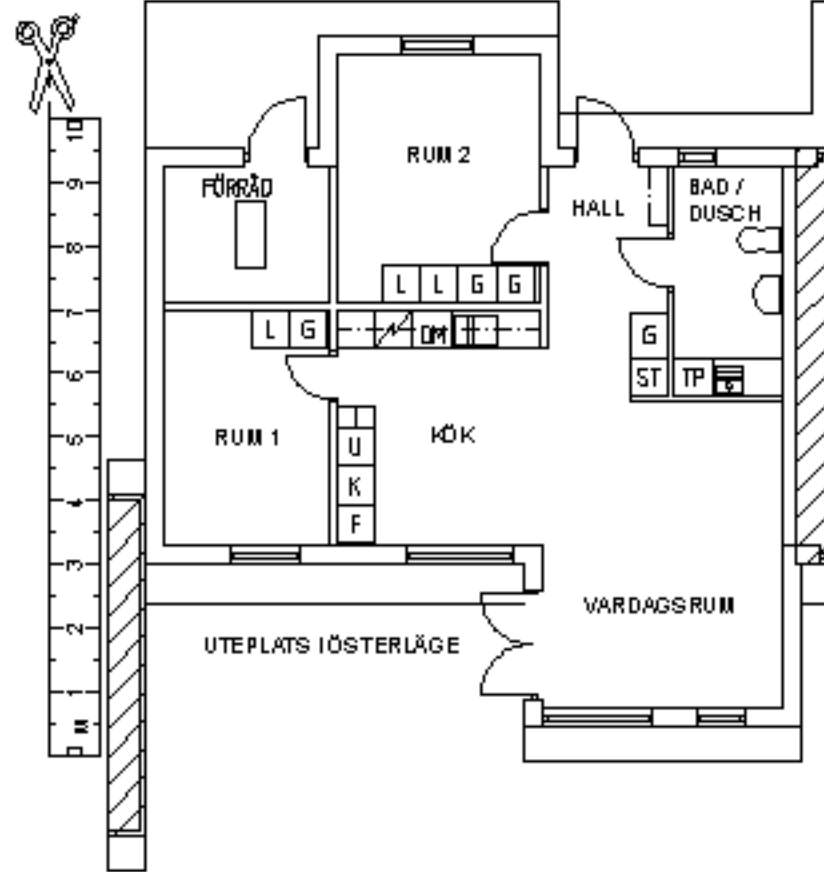 10
9
8
7
6
5
4
3
2
1
M
RUM 2
FÖRRÅD
HALL
BAD /
DUSCH
L L G G
L G
DM
G
ST TP
RUM 1
KÖK
U
K
F
VARDAGSRUM
UTEPLATS I ÖSTERLÄGE